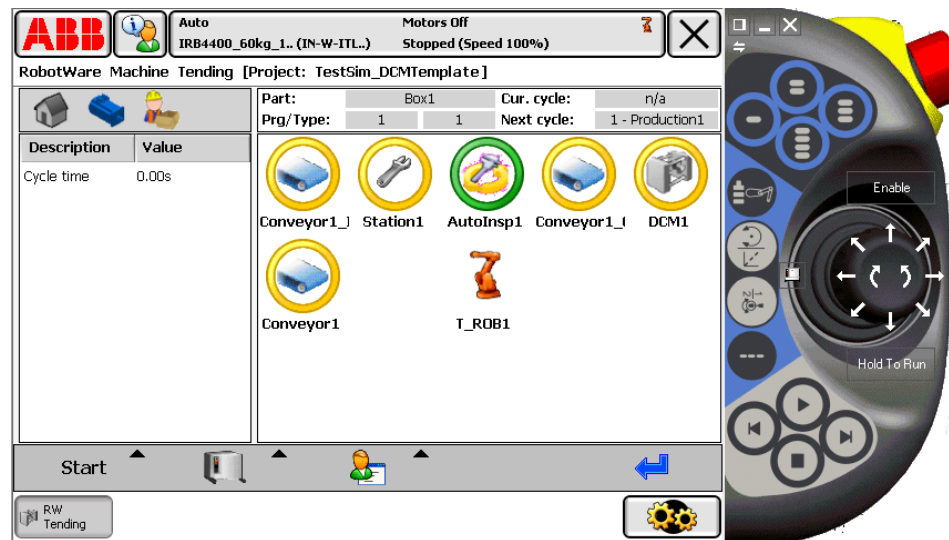 ABB
Auto Motors Off
IRB4400_60kg_1.. (IN-W-ITL..) Stopped (Speed 100%)
RobotWare Machine Tending [Project: TestSim_DCMTemplate]
Part: Box1 Cur. cycle: n/a
Prg/Type: 1 1 Next cycle: 1 - Production1
Description Value
Cycle time 0.00s
Conveyor1_I Station1 AutoInsp1 Conveyor1_( DCM1
Conveyor1 T_ROB1
Enable
Hold To Run
Start
RW
Tending